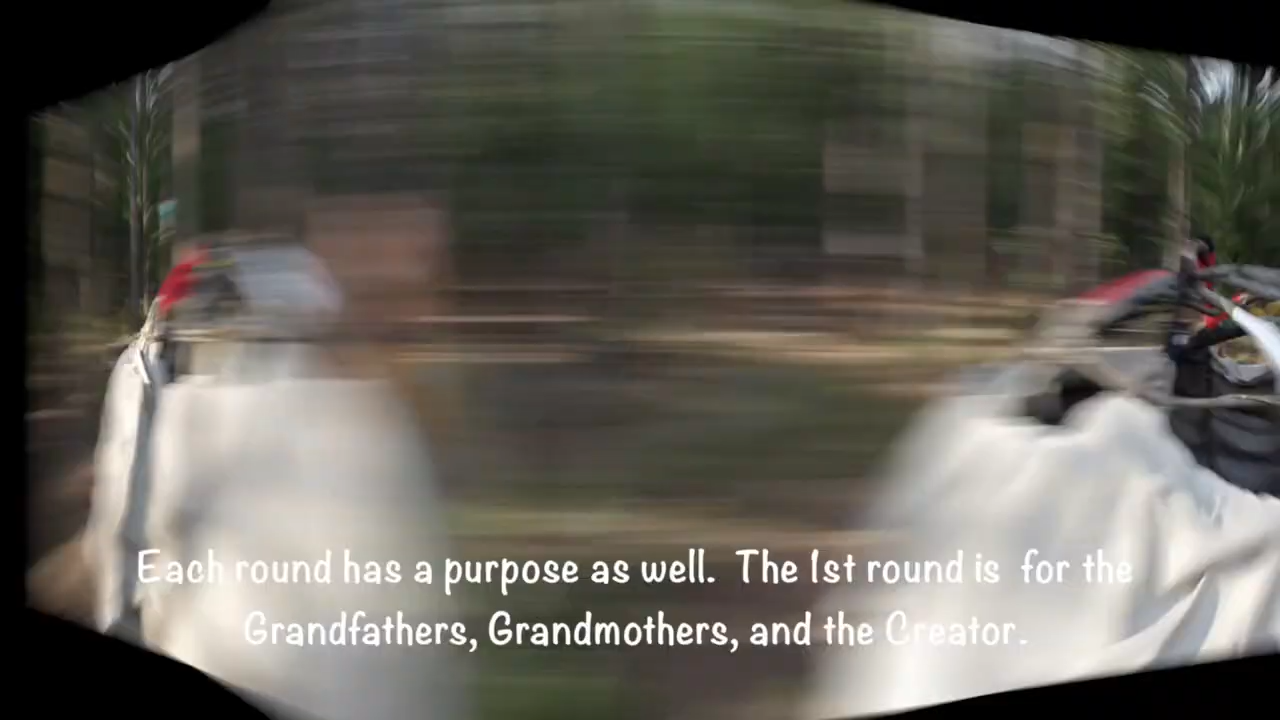 Each round has a purpose as well. The 1st round is for the
Grandfathers, Grandmothers, and the Creator.